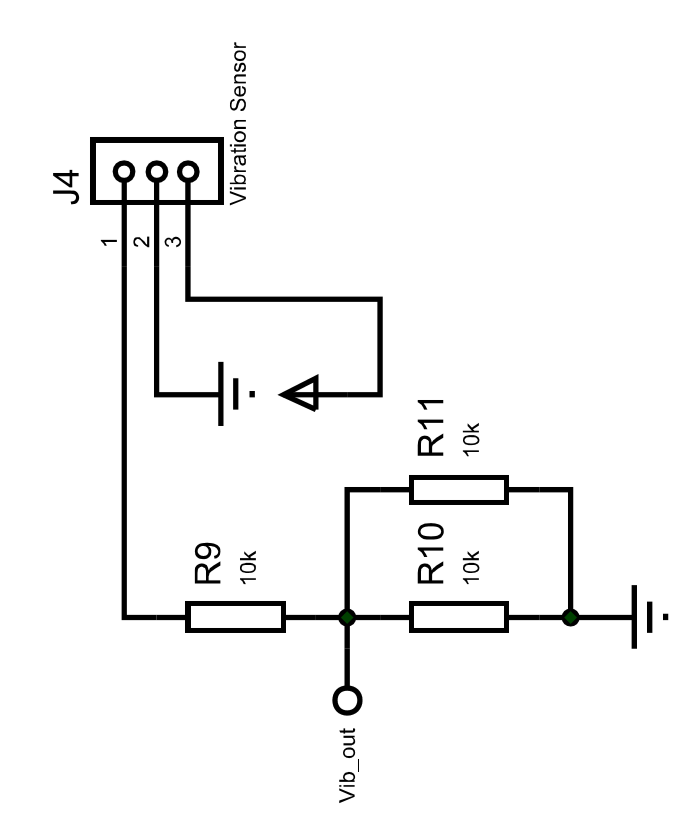 J4
Vibration Sensor
1
2
3
R11
10k
R9
10k
R10
10k
Vib_out